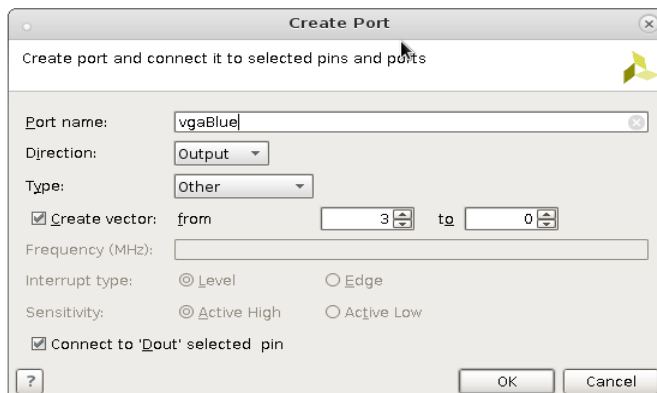 Create Port
Create port and connect it to selected pins and ports
Port name: vgaBlue
Direction: Output
Type: Other
Create vector: from 3 to 0
Frequency (MHz):
Interrupt type: Level Edge
Sensitivity: Active High Active Low
Connect to 'Dout' selected pin
? OK Cancel